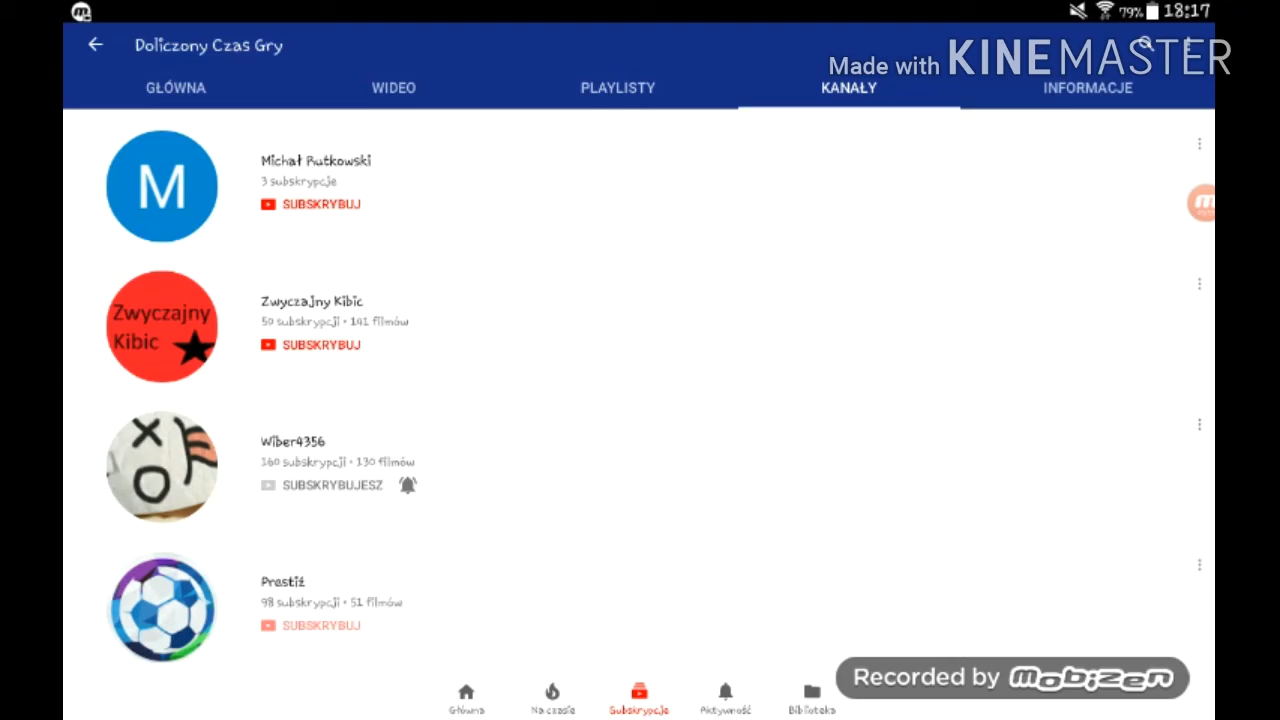 79% 18:17
Doliczony Czas Gry
Made with KINEMASTER
GŁÓWNA WIDEO PLAYLISTY KANAŁY INFORMACJE
M
Michał Rutkowski
3 subskrypcje
SUBSKRYBUJ
Zwyczajny
Kibic
Zwyczajny Kibic
50 subskrypcji • 141 filmów
SUBSKRYBUJ
Wiber4356
160 subskrypcji • 130 filmów
SUBSKRYBUJESZ
Prestiż
98 subskrypcji • 51 filmów
SUBSKRYBUJ
Recorded by mobizen
Główna Na czasie Subskrypcje Aktywność Biblioteka